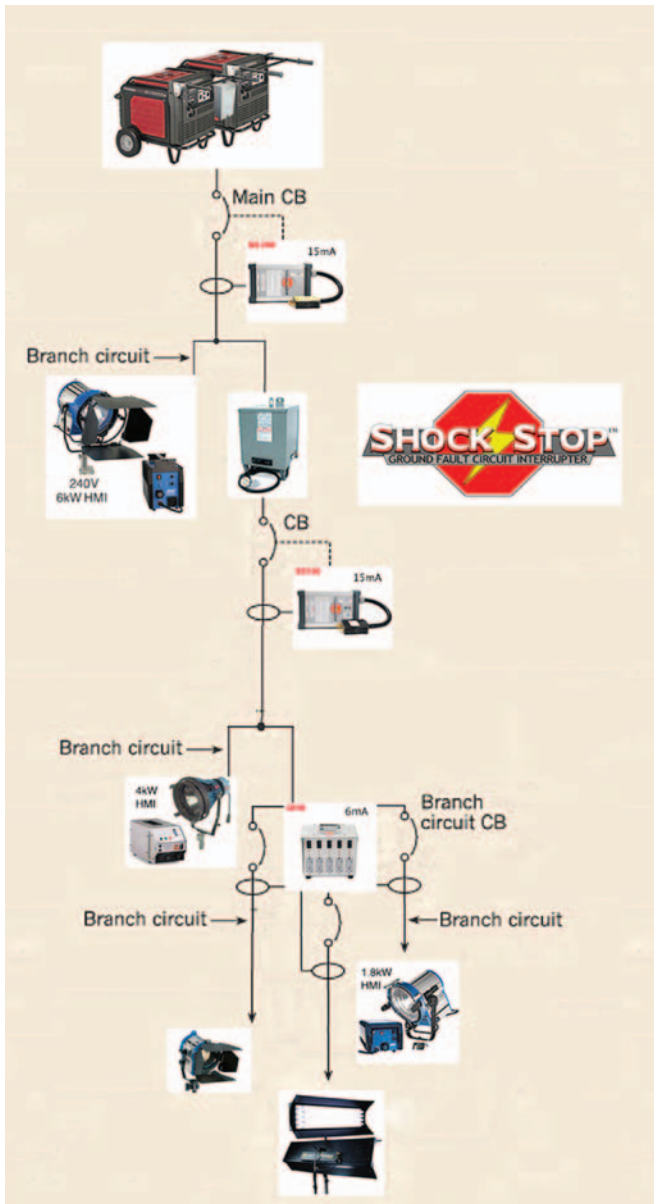 Main CB
15mA
Branch circuit
240V
6kW HMI
SHOCK STOP
GROUND FAULT CIRCUIT INTERRUPTER
CB
15mA
Branch circuit
4kW
HMI
6mA
Branch
circuit CB
Branch circuit
Branch circuit
1.8kW
HMI